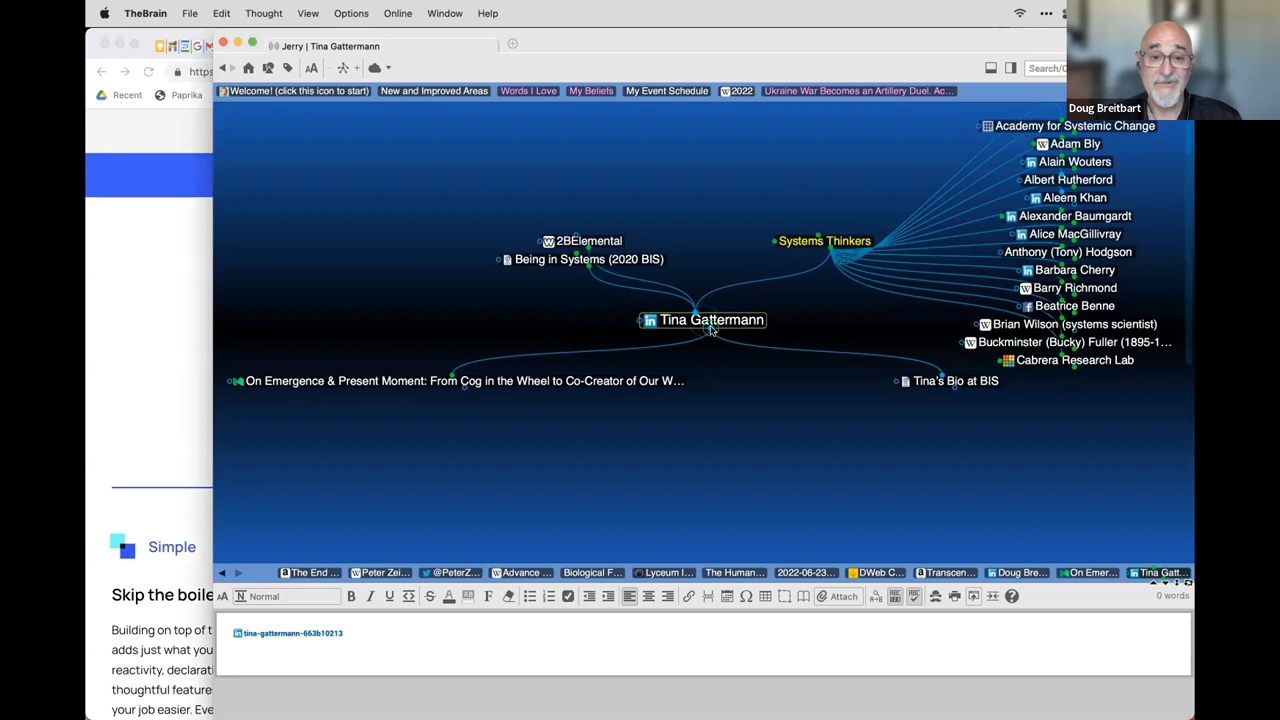 TheBrain File Edit Thought View Options Online Window Help
Doug Breitbart
Jerry | Tina Gattermann
https
Search/C
Recent Paprika
Welcome! (click this icon to start) New and Improved Areas Words I Love My Beliefs My Event Schedule 2022 Ukraine War Becomes an Artillery Duel. Ac...
Academy for Systemic Change
Adam Bly
Alain Wouters
Albert Rutherford
Aleem Khan
Alexander Baumgardt
Alice MacGillivray
Anthony (Tony) Hodgson
Barbara Cherry
Barry Richmond
Beatrice Benne
Brian Wilson (systems scientist)
Buckminster (Bucky) Fuller (1895-1...
Cabrera Research Lab
2BElemental
Being in Systems (2020 BIS)
Systems Thinkers
Tina Gattermann
On Emergence & Present Moment: From Cog in the Wheel to Co-Creator of Our W...
Tina's Bio at BIS
The End ... Peter Zei... @PeterZ... Advance ... Biological F... Lyceum I... The Human... 2022-06-23... DWeb C... Transcen... Doug Bre... On Emer... Tina Gatt...
Normal
Attach
0 words
tina-gattermann-663b10213
Simple
Skip the boile
Building on top of t
adds just what you
reactivity, declarati
thoughtful feature
your job easier. Eve